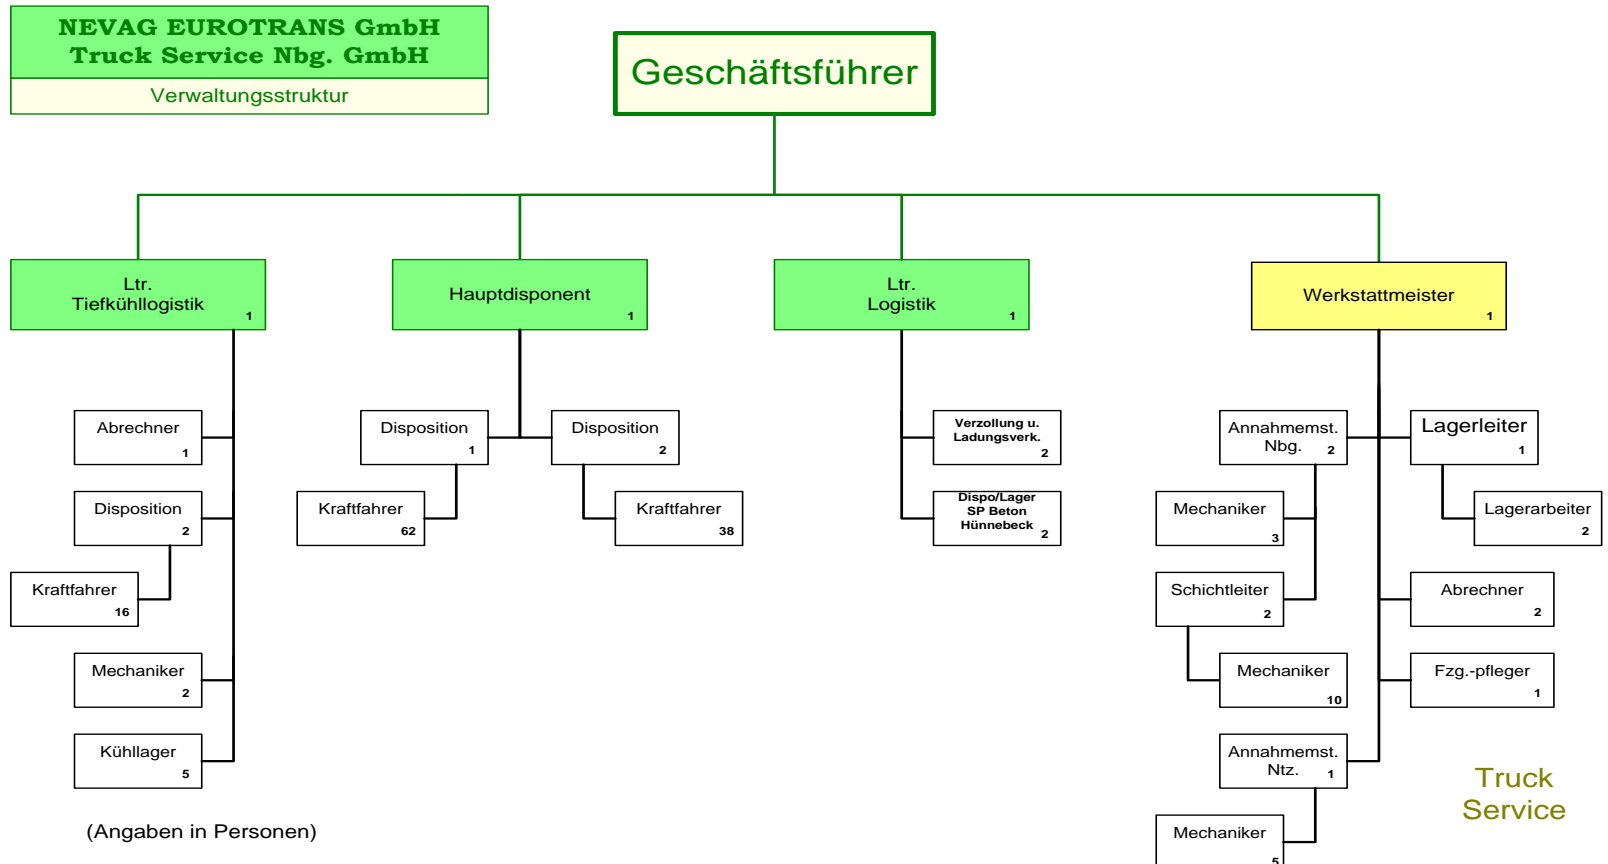 NEVAG EUROTRANS GmbH
Truck Service Nbg. GmbH
Verwaltungsstruktur
Geschäftsführer
Ltr.
Tiefkühllogistik
1
Hauptdisponent
1
Ltr.
Logistik
1
Werkstattmeister
1
Abrechner
1
Disposition
2
Kraftfahrer
16
Mechaniker
2
Kühllager
5
Disposition
1
Kraftfahrer
62
Disposition
2
Kraftfahrer
38
Verzollung u.
Ladungsverk.
2
Dispo/Lager
SP Beton
Hünnebeck
2
Annahmemst.
Nbg. 2
Mechaniker
3
Schichtleiter
2
Mechaniker
10
Annahmemst.
Ntz. 1
Mechaniker
5
Lagerleiter
1
Lagerarbeiter
2
Abrechner
2
Fzg.-pfleger
1
Truck
Service
(Angaben in Personen)